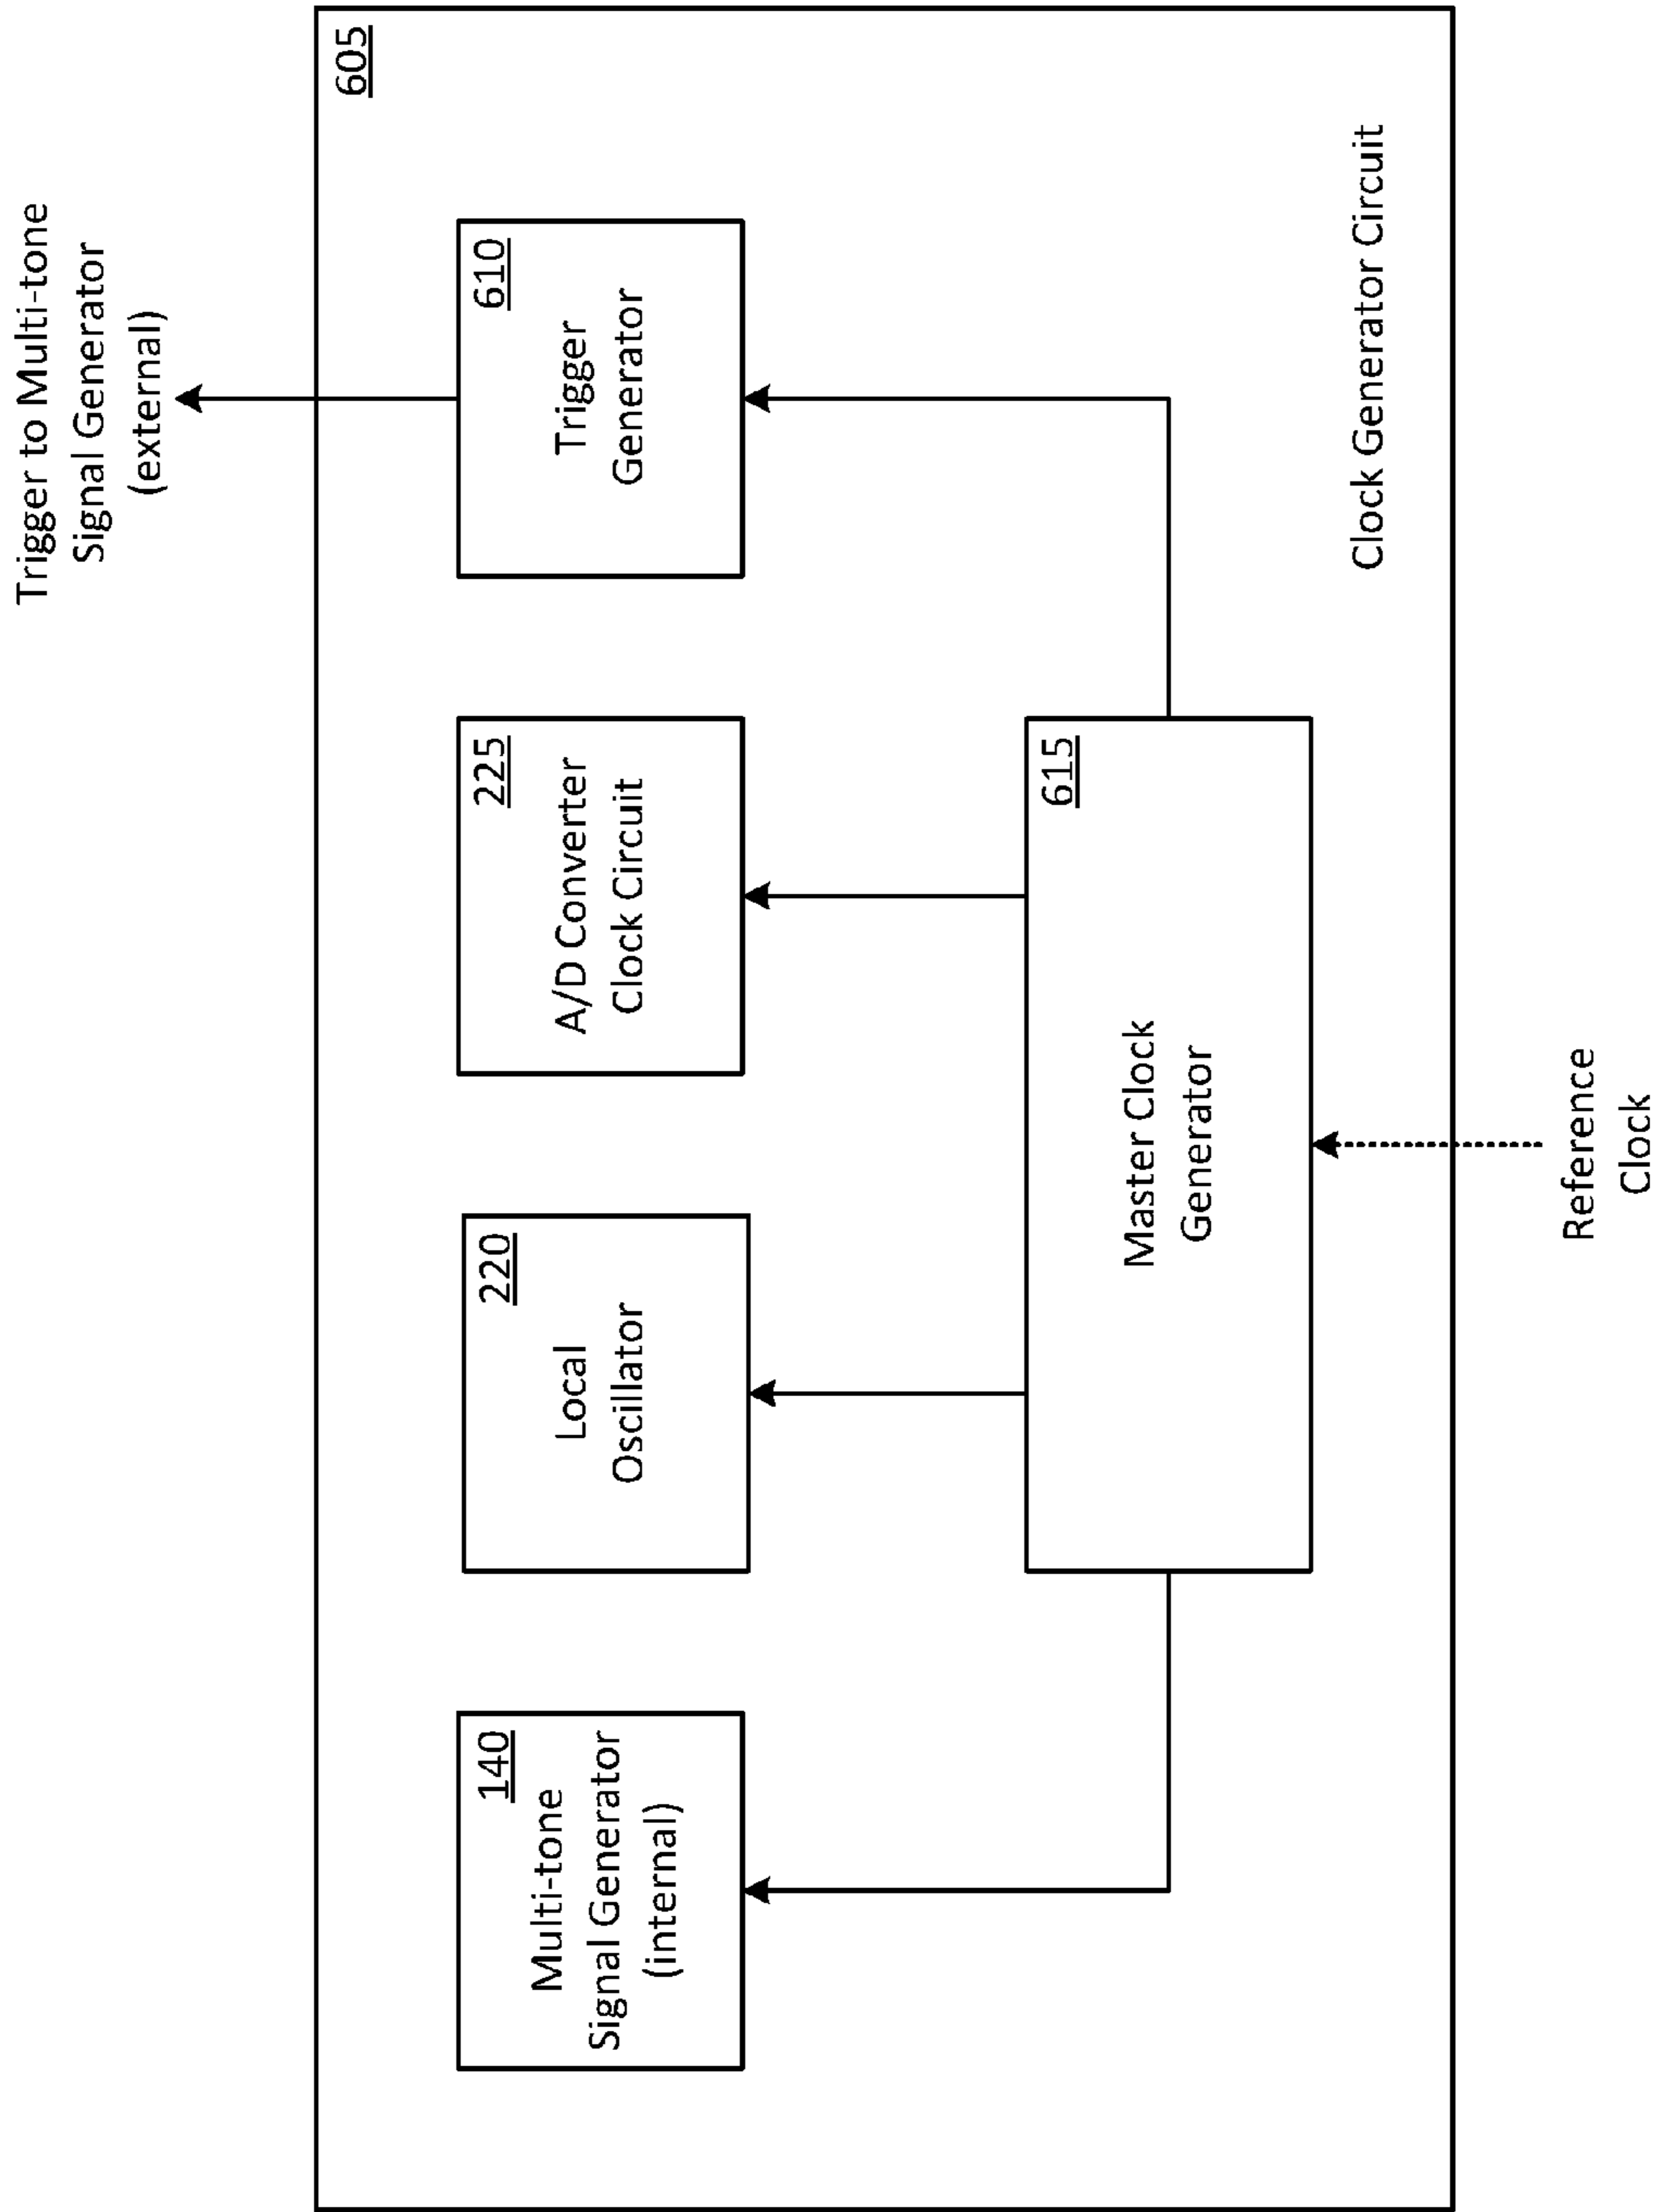 Trigger to Multi-tone
Signal Generator
(external)
605
140
Multi-tone
Signal Generator
(internal)
220
Local
Oscillator
225
A/D Converter
Clock Circuit
610
Trigger
Generator
615
Master Clock
Generator
Clock Generator Circuit
Reference
Clock